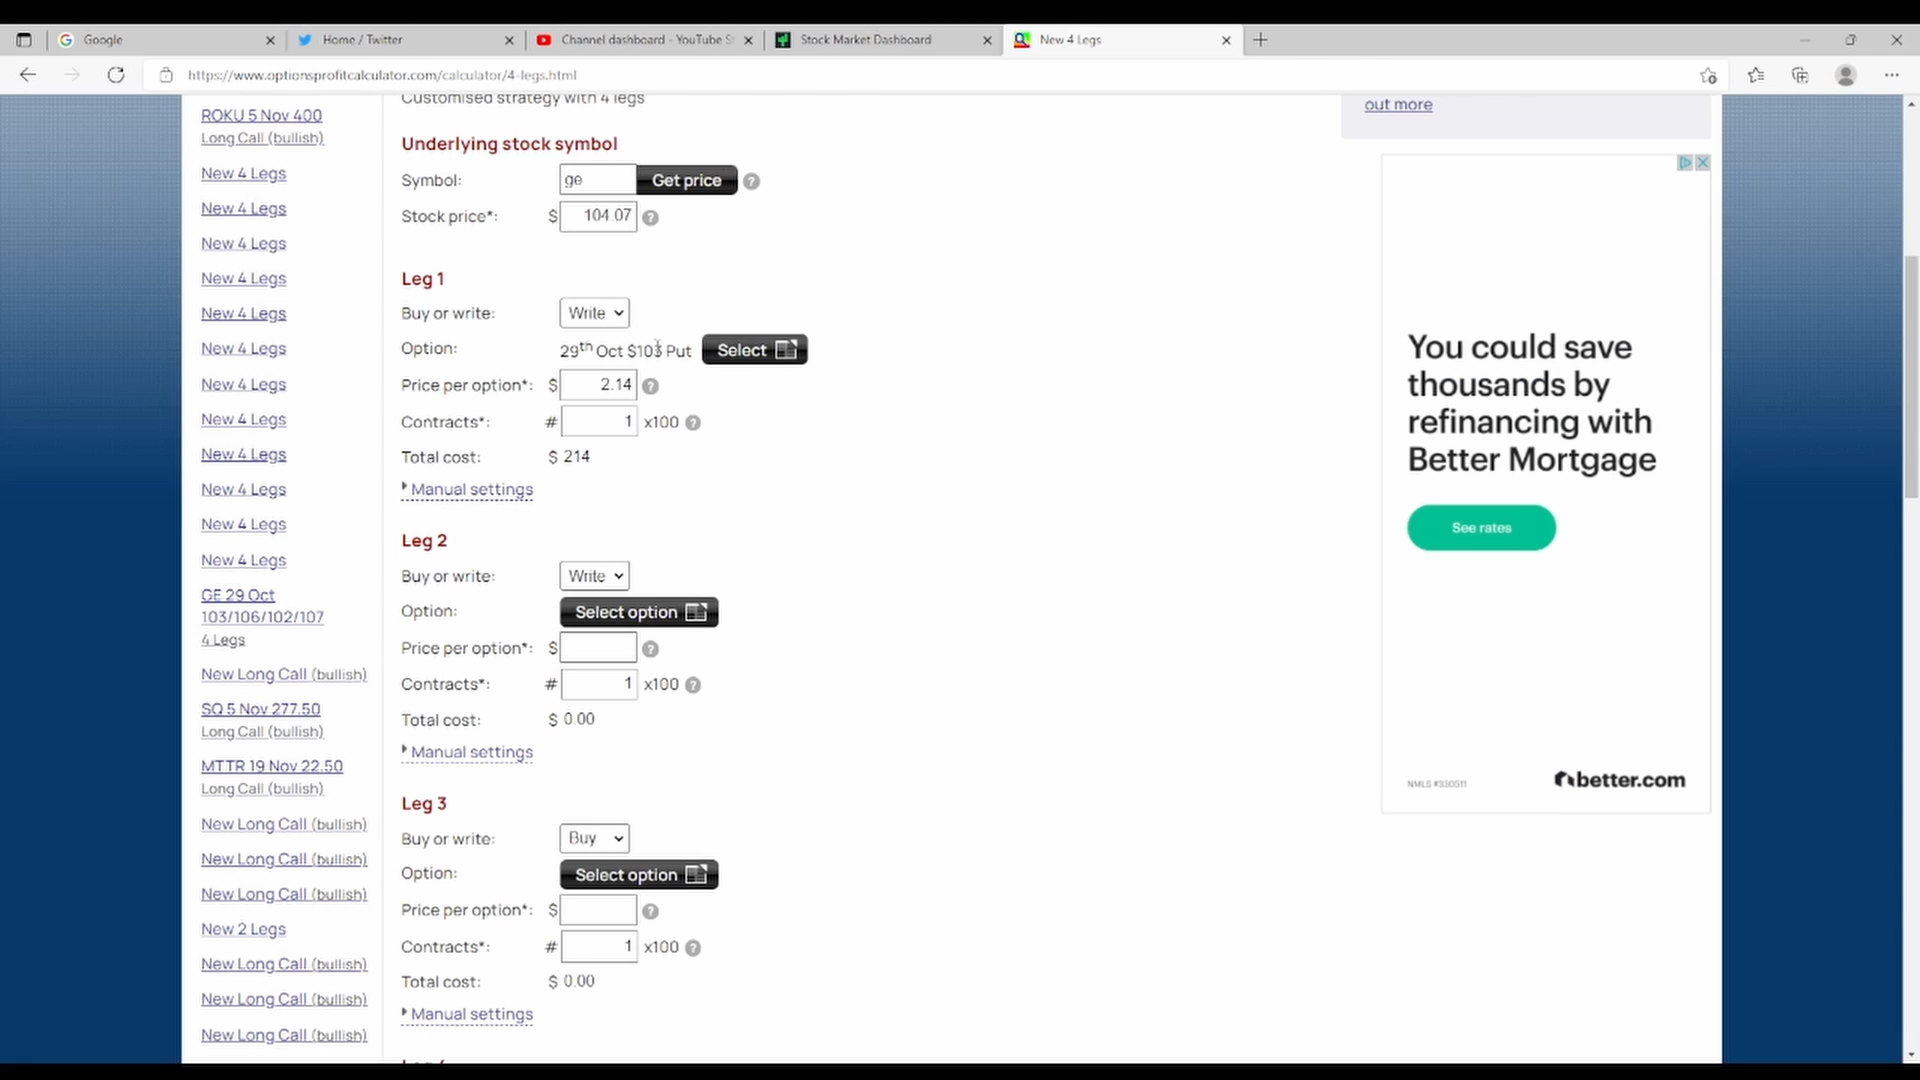 Google
Home / Twitter
Channel dashboard - YouTube S
Stock Market Dashboard
New 4 Legs
https://www.optionsprofitcalculator.com/calculator/4-legs.html
ROKU 5 Nov 400
Long Call (bullish)
New 4 Legs
New 4 Legs
New 4 Legs
New 4 Legs
New 4 Legs
New 4 Legs
New 4 Legs
New 4 Legs
New 4 Legs
New 4 Legs
New 4 Legs
New 4 Legs
GE 29 Oct
103/106/102/107
4 Legs
New Long Call (bullish)
SQ 5 Nov 277.50
Long Call (bullish)
MTTR 19 Nov 22.50
Long Call (bullish)
New Long Call (bullish)
New Long Call (bullish)
New Long Call (bullish)
New 2 Legs
New Long Call (bullish)
New Long Call (bullish)
New Long Call (bullish)
Customised strategy with 4 legs
Underlying stock symbol
Symbol: ge Get price ?
Stock price*: $ 104.07 ?
Leg 1
Buy or write: Write
Option: 29th Oct $103 Put Select
Price per option*: $ 2.14 ?
Contracts*: # 1 x100 ?
Total cost: $ 214
Manual settings
Leg 2
Buy or write: Write
Option: Select option
Price per option*: $ ?
Contracts*: # 1 x100 ?
Total cost: $ 0.00
Manual settings
Leg 3
Buy or write: Buy
Option: Select option
Price per option*: $ ?
Contracts*: # 1 x100 ?
Total cost: $ 0.00
Manual settings
out more
You could save
thousands by
refinancing with
Better Mortgage
See rates
NMLS #330511
better.com